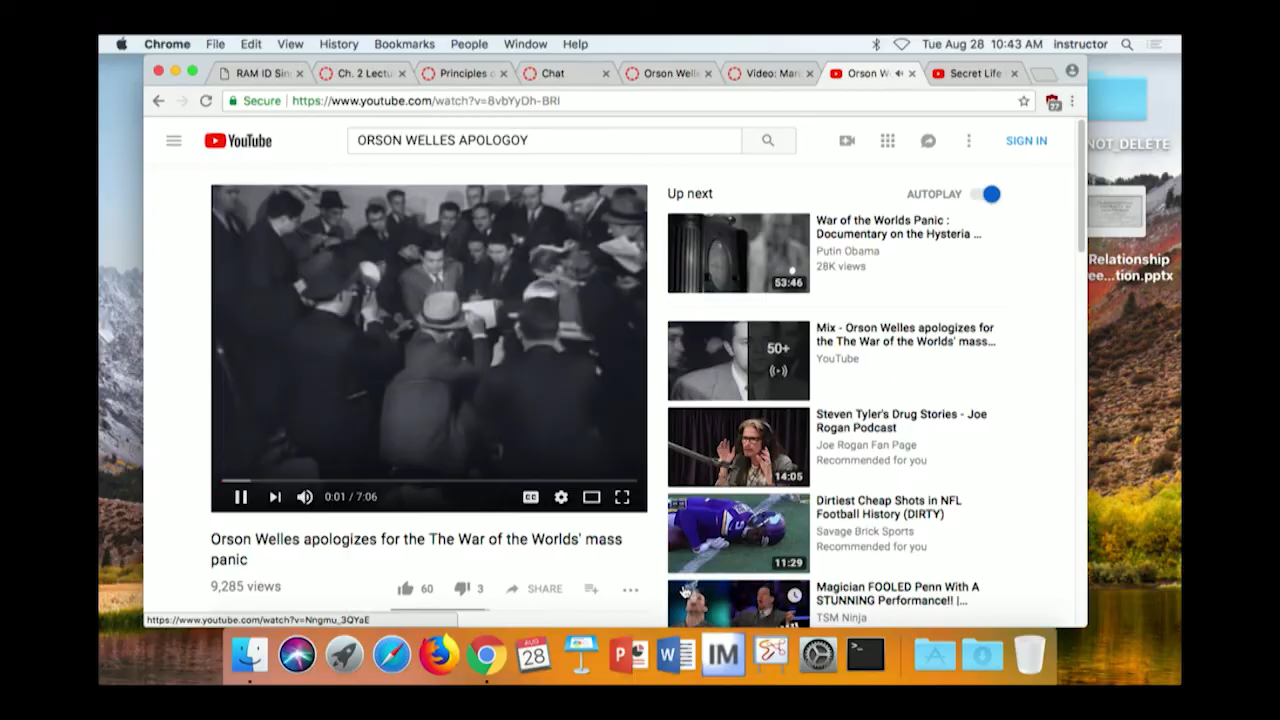 Chrome File Edit View History Bookmarks People Window Help Tue Aug 28 10:43 AM instructor
RAM ID Sin Ch. 2 Lectu Principles o Chat Orson Welle Video: Mar Orson We Secret Life
Secure https://www.youtube.com/watch?v=8vbYyDh-BRI
27
YouTube ORSON WELLES APOLOGOY SIGN IN
NOT_DELETE
Up next AUTOPLAY
War of the Worlds Panic :
Documentary on the Hysteria ...
Putin Obama
28K views
53:46
Relationship
ee...tion.pptx
Mix - Orson Welles apologizes for
the The War of the Worlds' mass...
YouTube
50+
Steven Tyler's Drug Stories - Joe
Rogan Podcast
Joe Rogan Fan Page
Recommended for you
14:05
0:01 / 7:06 CC
Dirtiest Cheap Shots in NFL
Football History (DIRTY)
Savage Brick Sports
Recommended for you
11:29
Orson Welles apologizes for the The War of the Worlds' mass
panic
9,285 views 60 3 SHARE
Magician FOOLED Penn With A
STUNNING Performance!! |...
TSM Ninja
https://www.youtube.com/watch?v=Nngmu_3QYaE
AUG
28
P
W
IM
>_